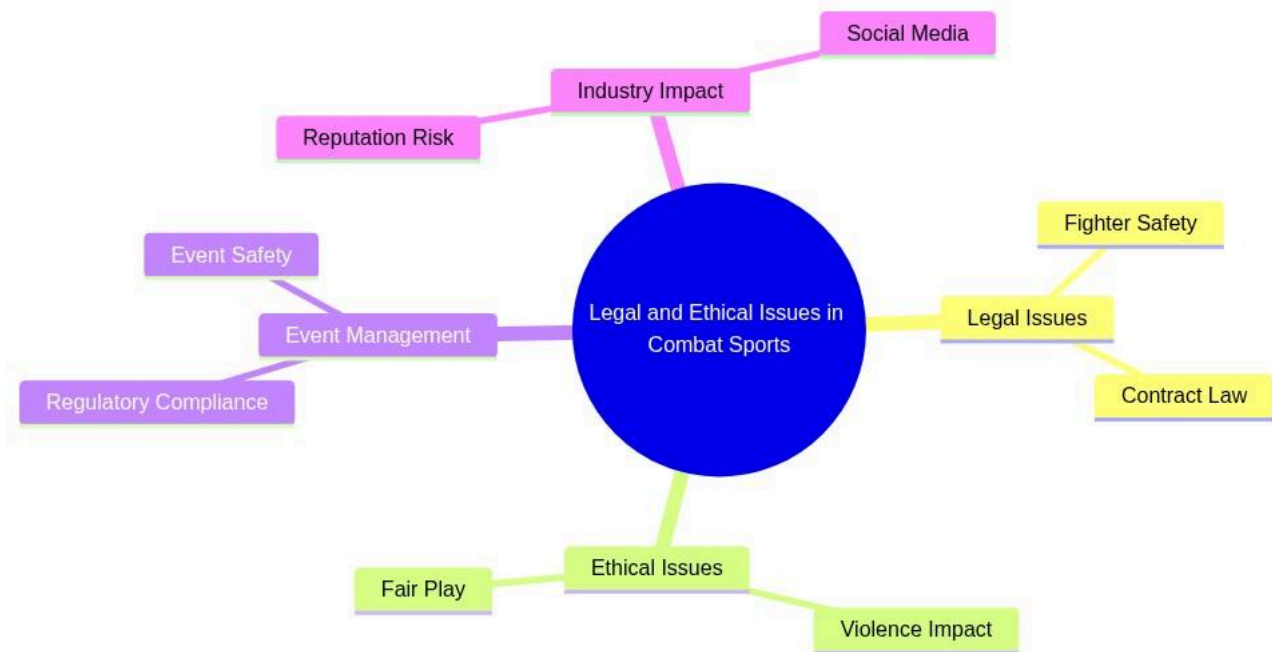 Social Media
Industry Impact
Reputation Risk
Fighter Safety
Event Safety
Legal and Ethical Issues in
Combat Sports
Legal Issues
Event Management
Contract Law
Regulatory Compliance
Ethical Issues
Fair Play
Violence Impact